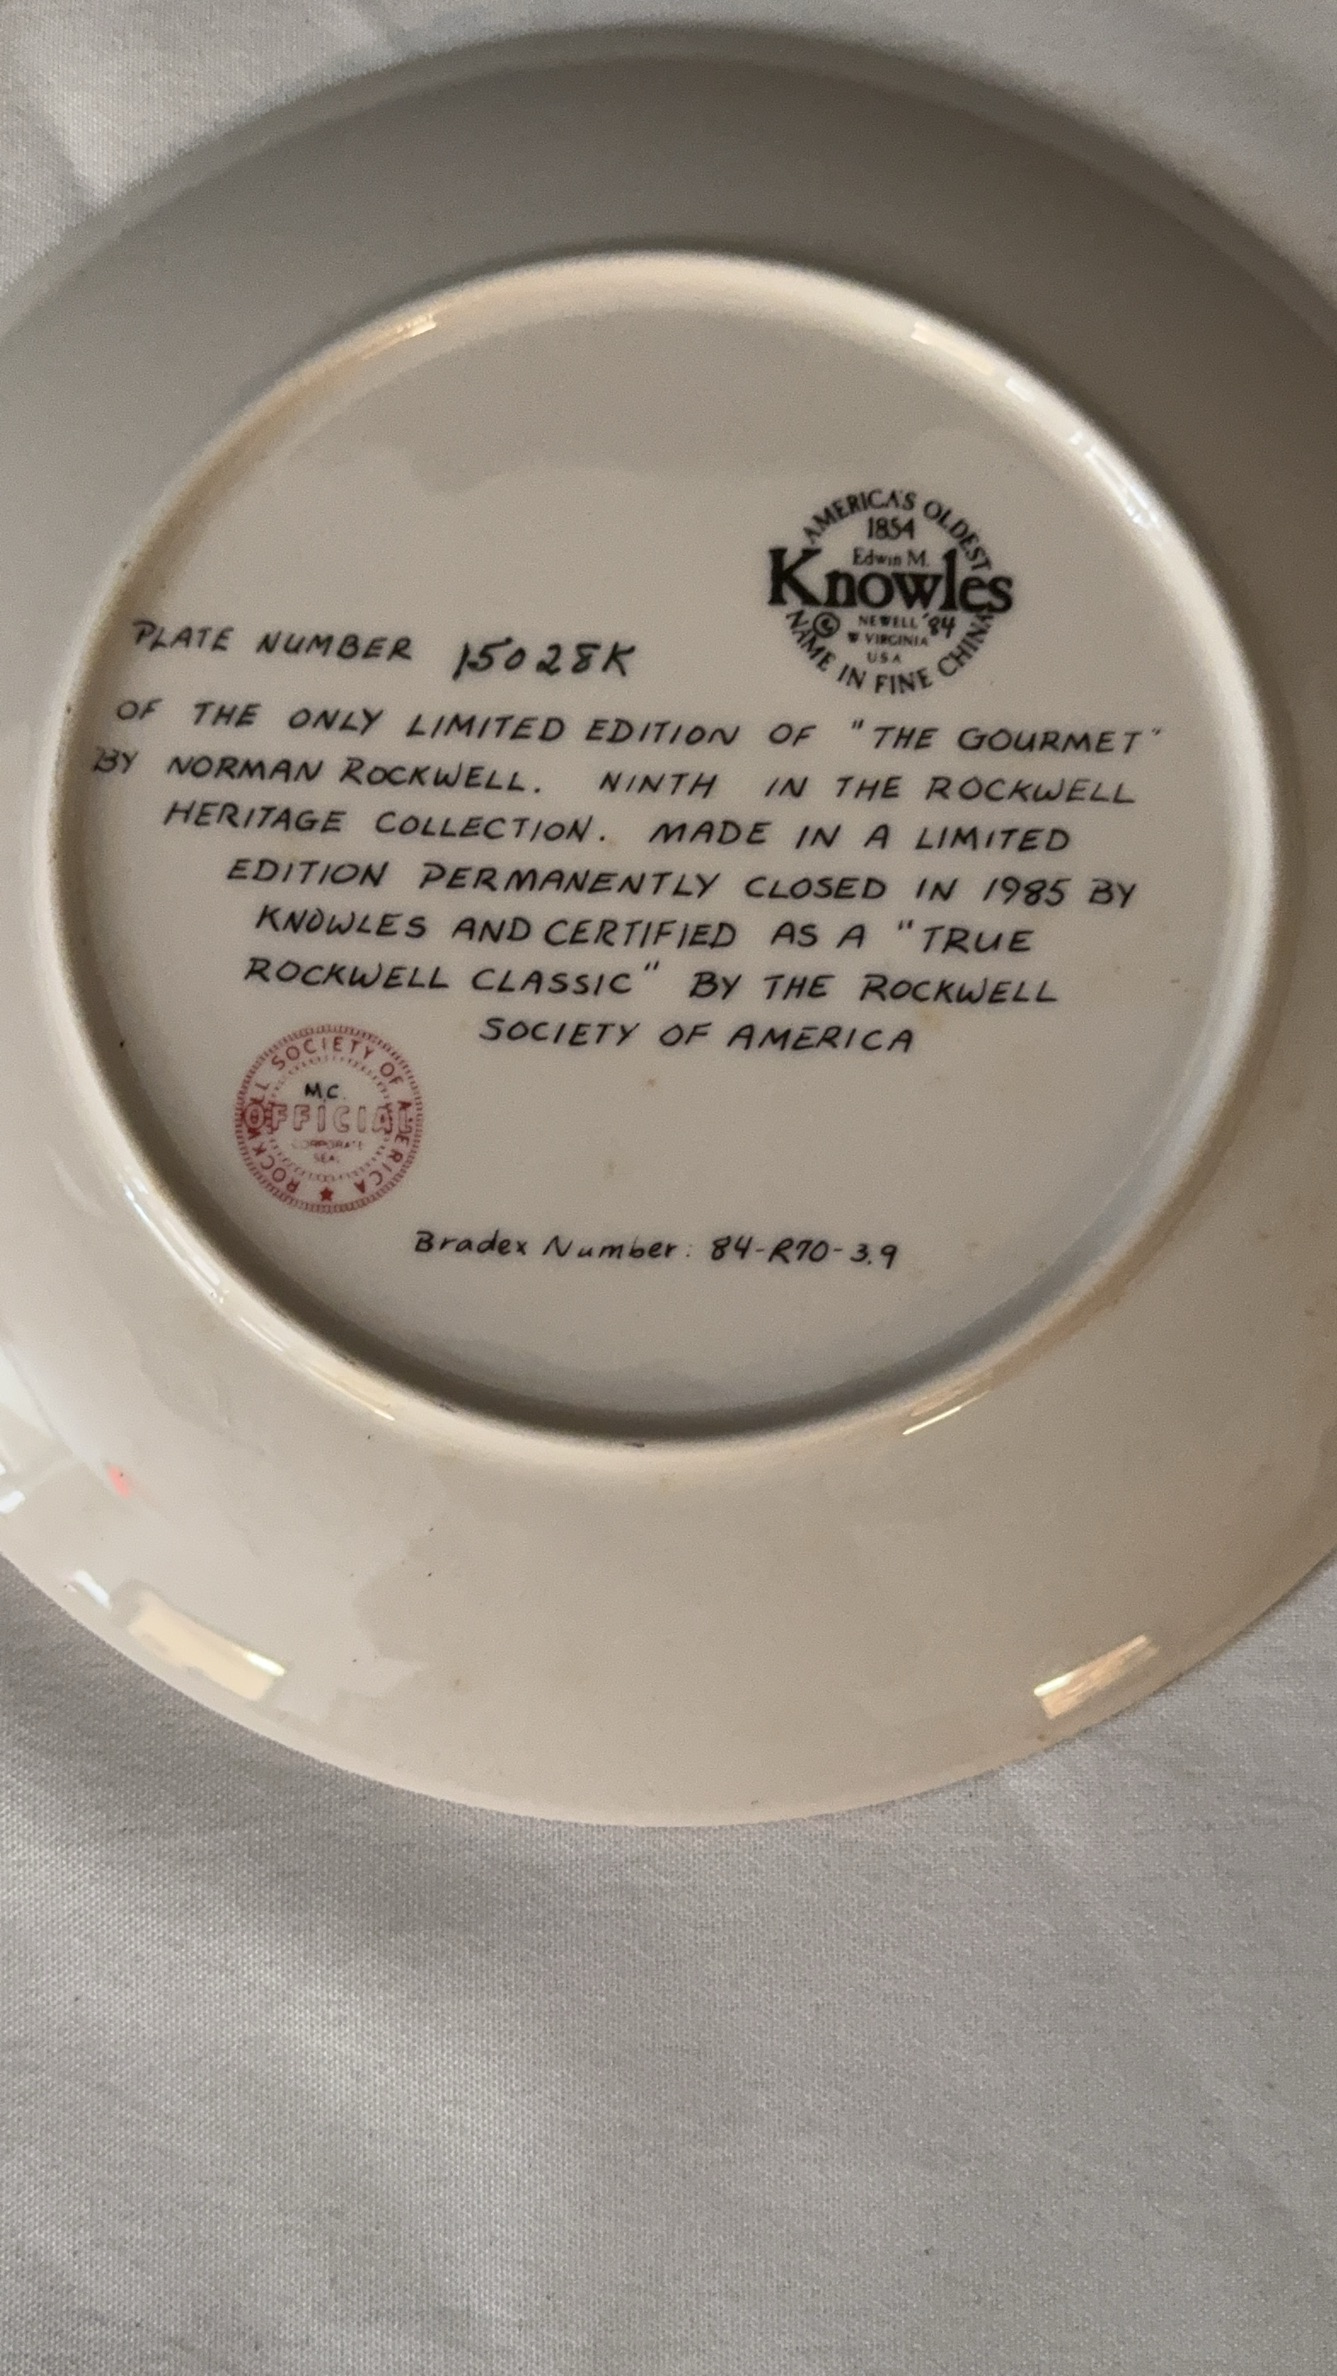 AMERICA'S OLDEST
1854
Edwin M.
Knowles
© NEWELL '84
W VIRGINIA
USA
NAME IN FINE CHINA
PLATE NUMBER 15028K
OF THE ONLY LIMITED EDITION OF "THE GOURMET"
BY NORMAN ROCKWELL. NINTH IN THE ROCKWELL
HERITAGE COLLECTION. MADE IN A LIMITED
EDITION PERMANENTLY CLOSED IN 1985 BY
KNOWLES AND CERTIFIED AS A "TRUE
ROCKWELL CLASSIC" BY THE ROCKWELL
SOCIETY OF AMERICA
ROCKWELL SOCIETY OF AMERICA
M.C.
OFFICIAL
CORPORATE
SEAL
Bradex Number: 84-R70-3.9